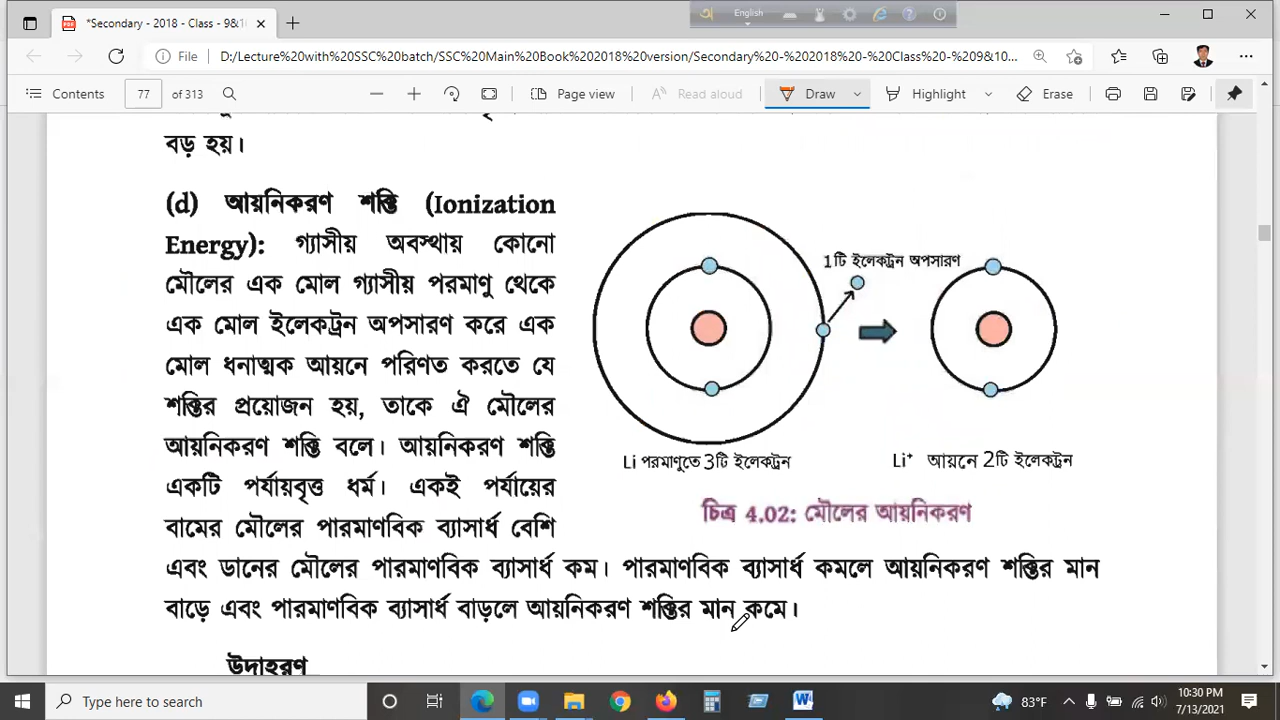 *Secondary - 2018 - Class - 9&10
English
File
D:/Lecture%20with%20SSC%20batch/SSC%20Main%20Book%202018%20version/Secondary%20-%202018%20-%20Class%20-%209&10...
Contents
77
of 313
Page view
Read aloud
Draw
Highlight
Erase
বড় হয়।
(d) আয়নিকরণ শক্তি (Ionization
Energy): গ্যাসীয় অবস্থায় কোনো
মৌলের এক মোল গ্যাসীয় পরমাণু থেকে
এক মোল ইলেকট্রন অপসারণ করে এক
মোল ধনাত্মক আয়নে পরিণত করতে যে
শক্তির প্রয়োজন হয়, তাকে ঐ মৌলের
আয়নিকরণ শক্তি বলে। আয়নিকরণ শক্তি
একটি পর্যায়বৃত্ত ধর্ম। একই পর্যায়ের
বামের মৌলের পারমাণবিক ব্যাসার্ধ বেশি
এবং ডানের মৌলের পারমাণবিক ব্যাসার্ধ কম। পারমাণবিক ব্যাসার্ধ কমলে আয়নিকরণ শক্তির মান
বাড়ে এবং পারমাণবিক ব্যাসার্ধ বাড়লে আয়নিকরণ শক্তির মান কমে।
1টি ইলেকট্রন অপসারণ
Li পরমাণুতে 3টি ইলেকট্রন
Li⁺ আয়নে 2টি ইলেকট্রন
চিত্র 4.02: মৌলের আয়নিকরণ
উদাহরণ
Type here to search
83°F
10:30 PM
7/13/2021